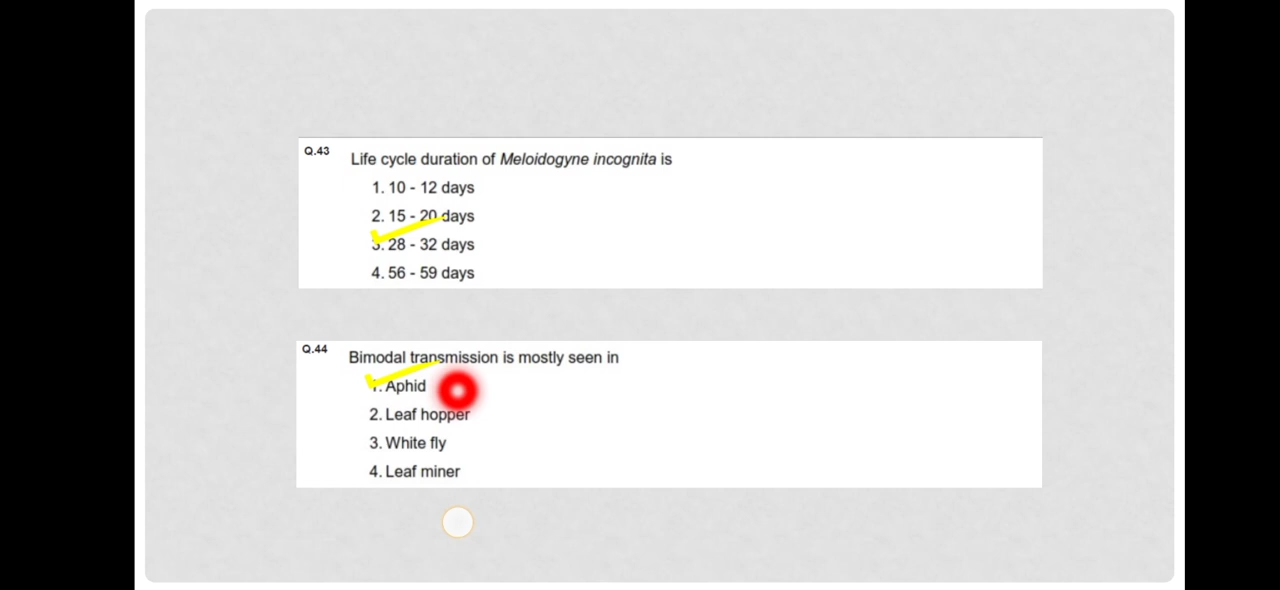 Q.43
Life cycle duration of Meloidogyne incognita is
1. 10 - 12 days
2. 15 - 20 days
3. 28 - 32 days
4. 56 - 59 days
Q.44
Bimodal transmission is mostly seen in
1. Aphid
2. Leaf hopper
3. White fly
4. Leaf miner